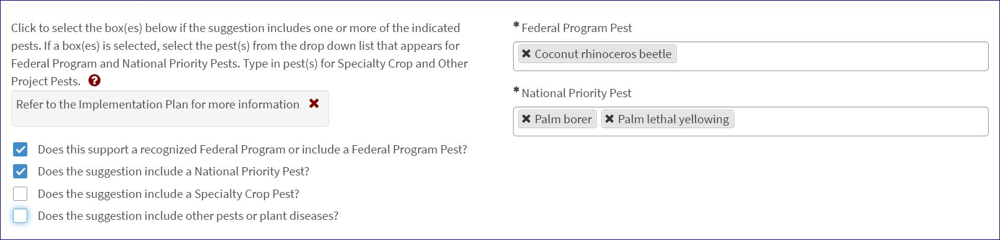 Click to select the box(es) below if the suggestion includes one or more of the indicated
pests. If a box(es) is selected, select the pest(s) from the drop down list that appears for
Federal Program and National Priority Pests. Type in pest(s) for Specialty Crop and Other
Project Pests. ?
Refer to the Implementation Plan for more information ✖
Does this support a recognized Federal Program or include a Federal Program Pest?
Does the suggestion include a National Priority Pest?
Does the suggestion include a Specialty Crop Pest?
Does the suggestion include other pests or plant diseases?
* Federal Program Pest
✖ Coconut rhinoceros beetle
* National Priority Pest
✖ Palm borer ✖ Palm lethal yellowing